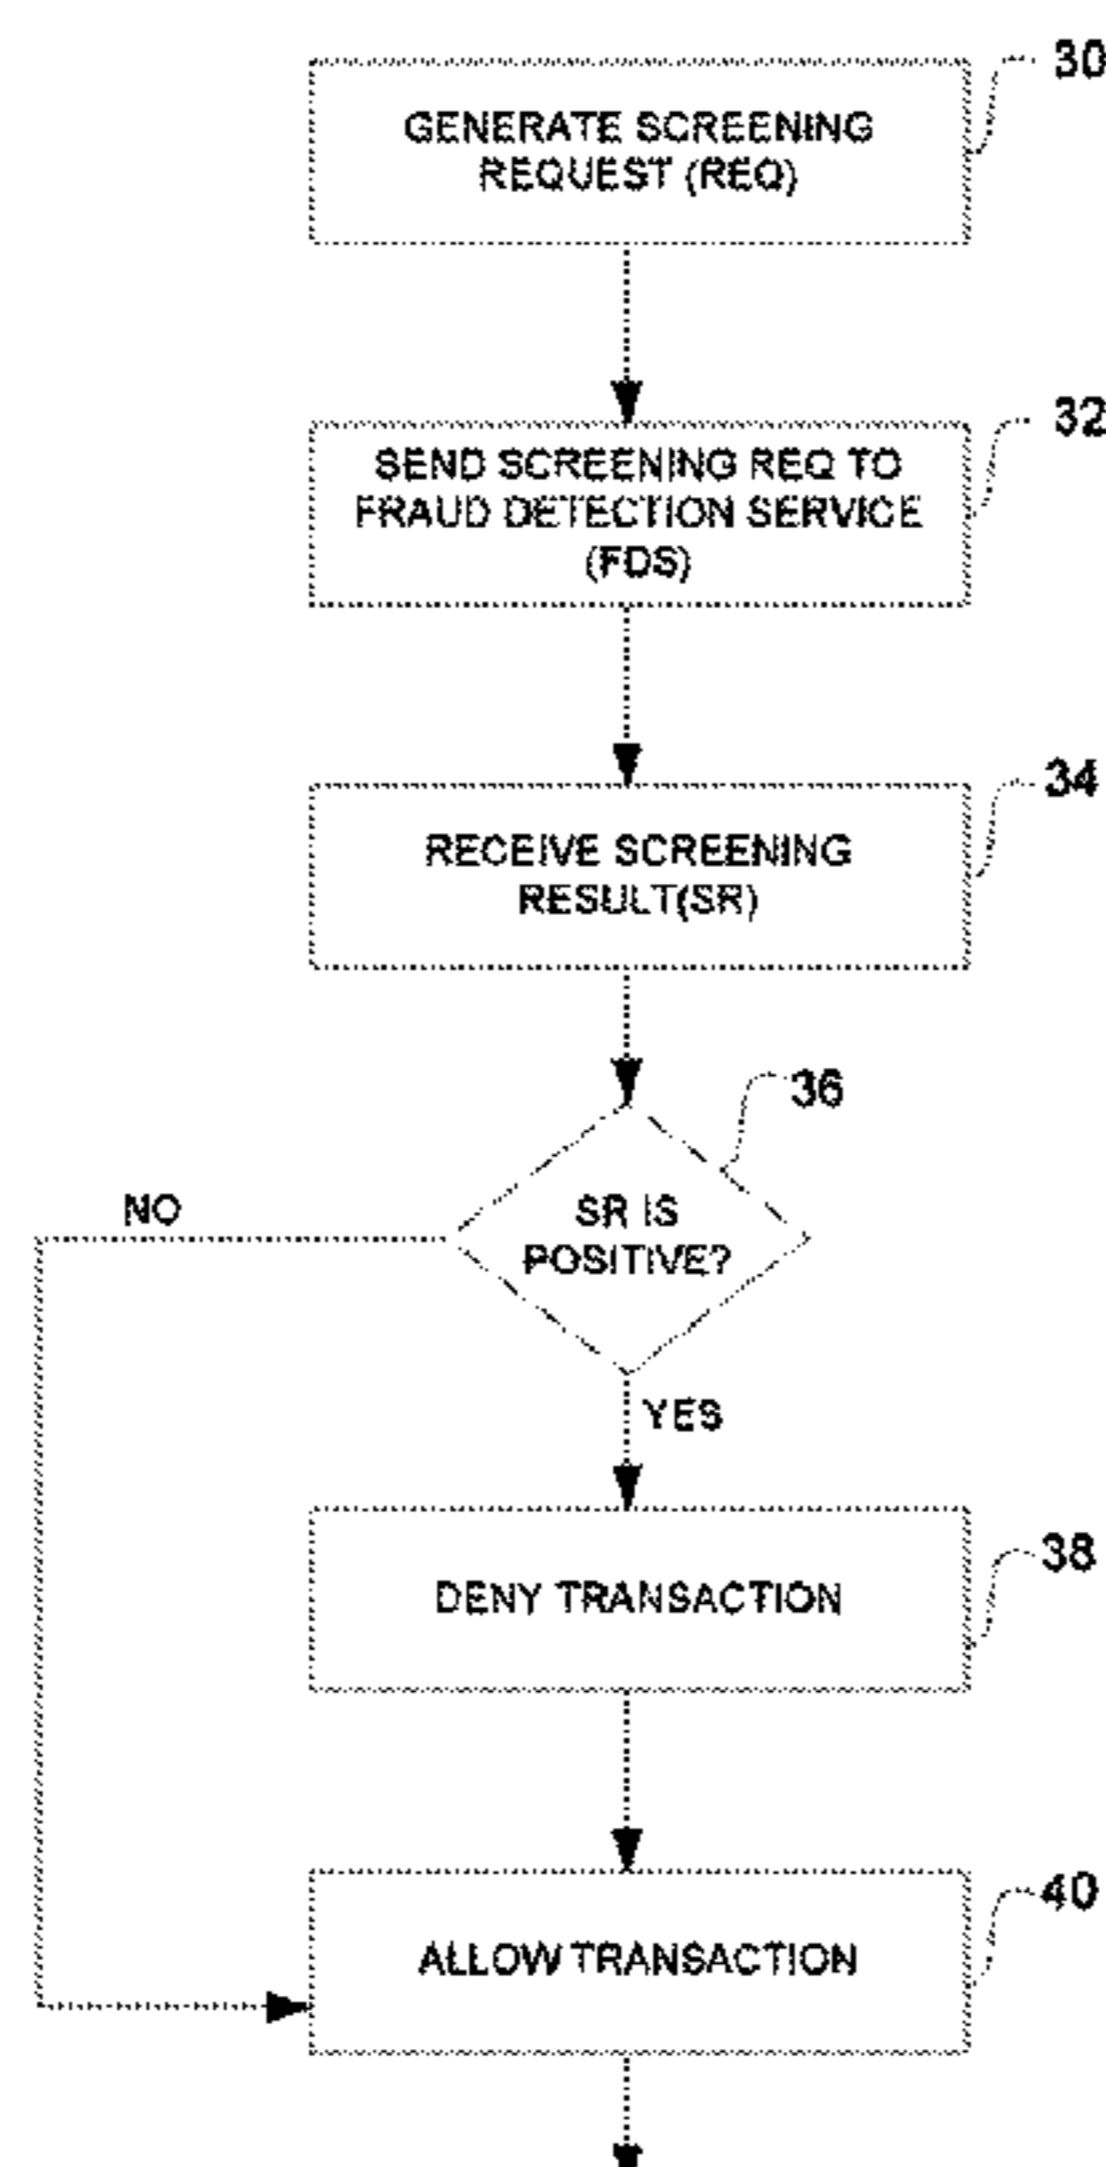 30
GENERATE SCREENING
REQUEST (REQ)
32
SEND SCREENING REQ TO
FRAUD DETECTION SERVICE
(FDS)
34
RECEIVE SCREENING
RESULT(SR)
36
NO
SR IS
POSITIVE?
YES
38
DENY TRANSACTION
40
ALLOW TRANSACTION